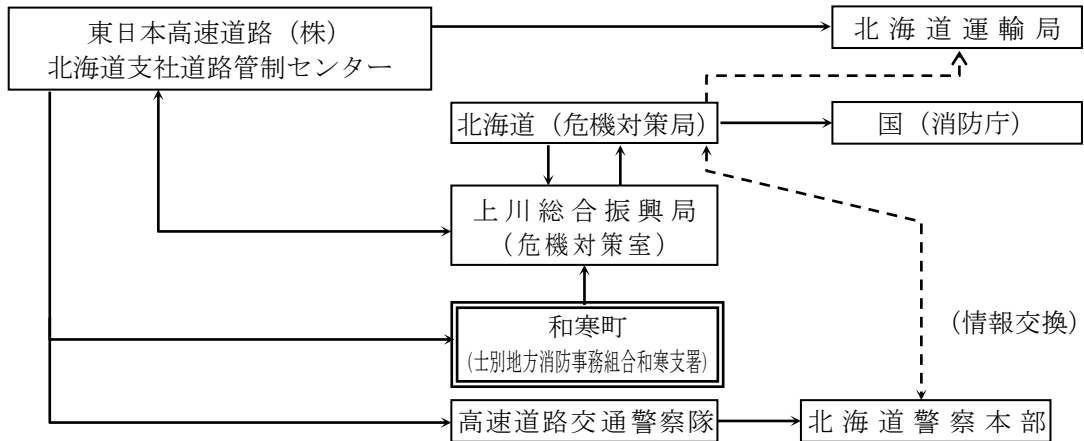 東日本高速道路（株）
北海道支社道路管制センター
北海道運輸局
北海道（危機対策局）
国（消防庁）
上川総合振興局
（危機対策室）
和寒町
(士別地方消防事務組合和寒支署)
（情報交換）
高速道路交通警察隊
北海道警察本部